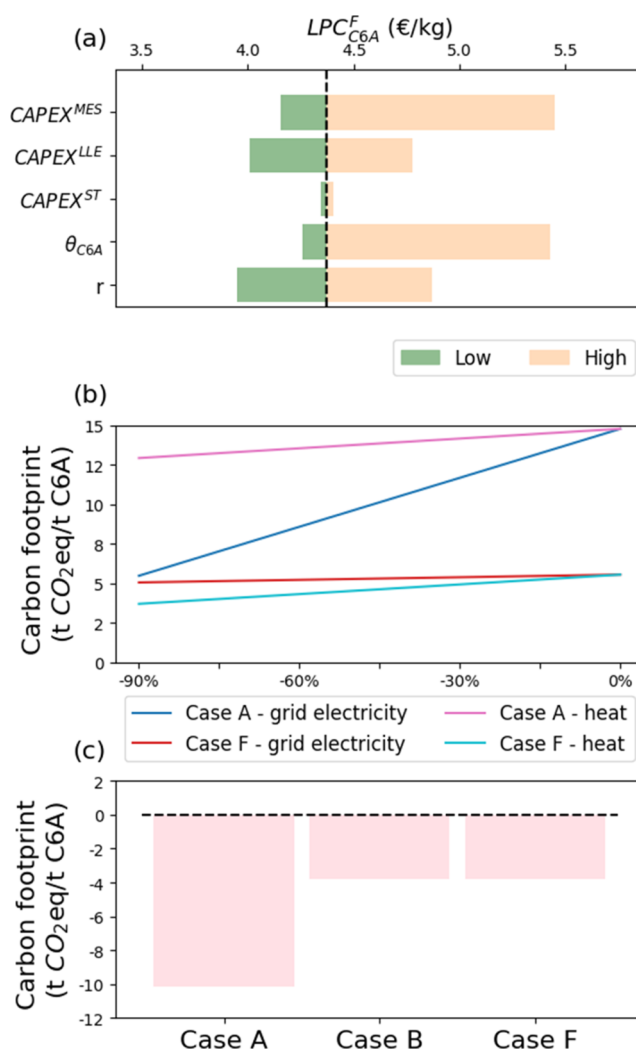 (a)
LPC^F_C6A (€/kg)
3.5 4.0 4.5 5.0 5.5
CAPEX^MES
CAPEX^LLE
CAPEX^ST
θ_C6A
r
Low High
(b)
Carbon footprint
(t CO₂eq/t C6A)
15
12
10
8
5
2
0
-90% -60% -30% 0%
Case A - grid electricity Case A - heat
Case F - grid electricity Case F - heat
(c)
Carbon footprint
(t CO₂eq/t C6A)
2
0
-2
-4
-6
-8
-10
-12
Case A Case B Case F